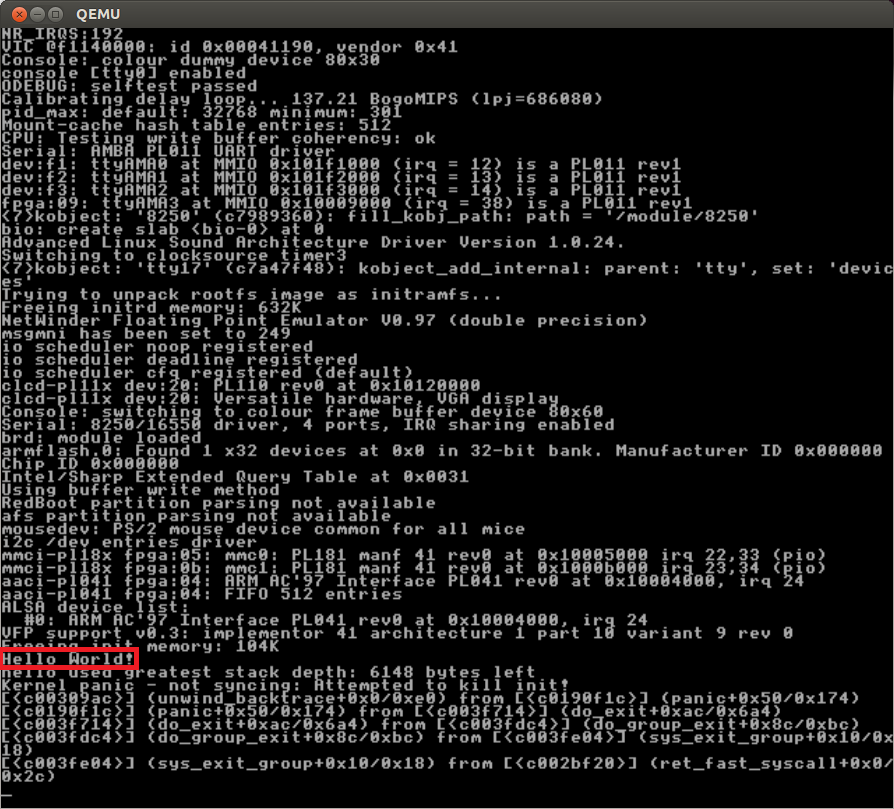 QEMU
NR_IRQS:192
VIC @f1140000: id 0x00041190, vendor 0x41
Console: colour dummy device 80x30
console [tty0] enabled
ODEBUG: selftest passed
Calibrating delay loop... 137.21 BogoMIPS (lpj=686080)
pid_max: default: 32768 minimum: 301
Mount-cache hash table entries: 512
CPU: Testing write buffer coherency: ok
Serial: AMBA PL011 UART driver
dev:f1: ttyAMA0 at MMIO 0x101f1000 (irq = 12) is a PL011 rev1
dev:f2: ttyAMA1 at MMIO 0x101f2000 (irq = 13) is a PL011 rev1
dev:f3: ttyAMA2 at MMIO 0x101f3000 (irq = 14) is a PL011 rev1
fpga:09: ttyAMA3 at MMIO 0x10009000 (irq = 38) is a PL011 rev1
<7>kobject: '8250' (c7989360): fill_kobj_path: path = '/module/8250'
bio: create slab <bio-0> at 0
Advanced Linux Sound Architecture Driver Version 1.0.24.
Switching to clocksource timer3
<7>kobject: 'tty17' (c7a47f48): kobject_add_internal: parent: 'tty', set: 'devic
es'
Trying to unpack rootfs image as initramfs...
Freeing initrd memory: 632K
NetWinder Floating Point Emulator V0.97 (double precision)
msgmni has been set to 249
io scheduler noop registered
io scheduler deadline registered
io scheduler cfq registered (default)
clcd-pl11x dev:20: PL110 rev0 at 0x10120000
clcd-pl11x dev:20: Versatile hardware, VGA display
Console: switching to colour frame buffer device 80x60
Serial: 8250/16550 driver, 4 ports, IRQ sharing enabled
brd: module loaded
armflash.0: Found 1 x32 devices at 0x0 in 32-bit bank. Manufacturer ID 0x000000
Chip ID 0x000000
Intel/Sharp Extended Query Table at 0x0031
Using buffer write method
RedBoot partition parsing not available
afs partition parsing not available
mousedev: PS/2 mouse device common for all mice
i2c /dev entries driver
mmci-pl18x fpga:05: mmc0: PL181 manf 41 rev0 at 0x10005000 irq 22,33 (pio)
mmci-pl18x fpga:0b: mmc1: PL181 manf 41 rev0 at 0x1000b000 irq 23,34 (pio)
aaci-pl041 fpga:04: ARM AC'97 Interface PL041 rev0 at 0x10004000, irq 24
aaci-pl041 fpga:04: FIFO 512 entries
ALSA device list:
  #0: ARM AC'97 Interface PL041 rev0 at 0x10004000, irq 24
VFP support v0.3: implementor 41 architecture 1 part 10 variant 9 rev 0
Freeing init memory: 104K
Hello World!
hello used greatest stack depth: 6148 bytes left
Kernel panic - not syncing: Attempted to kill init!
[<c00309ac>] (unwind_backtrace+0x0/0xe0) from [<c0190f1c>] (panic+0x50/0x174)
[<c0190f1c>] (panic+0x50/0x174) from [<c003f714>] (do_exit+0xac/0x6a4)
[<c003f714>] (do_exit+0xac/0x6a4) from [<c003fdc4>] (do_group_exit+0x8c/0xbc)
[<c003fdc4>] (do_group_exit+0x8c/0xbc) from [<c003fe04>] (sys_exit_group+0x10/0x
18)
[<c003fe04>] (sys_exit_group+0x10/0x18) from [<c002bf20>] (ret_fast_syscall+0x0/
0x2c)